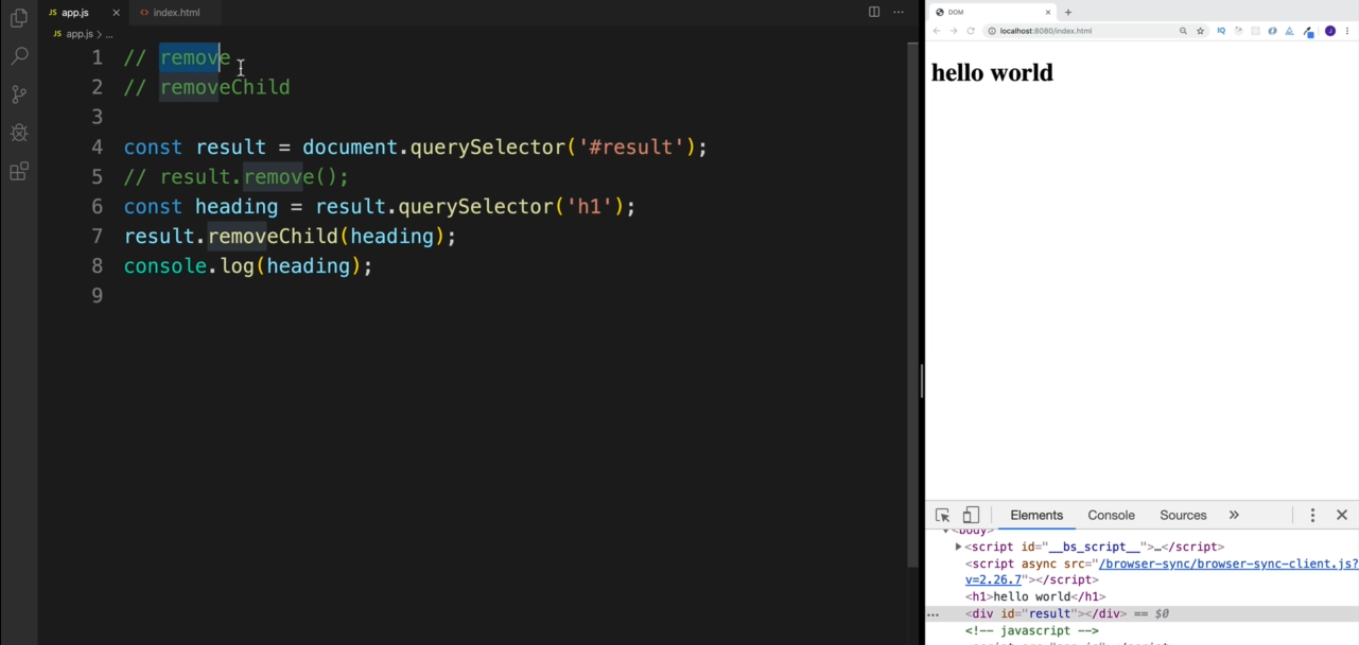 app.js
index.html
app.js > ...
1 // remove
2 // removeChild
3
4 const result = document.querySelector('#result');
5 // result.remove();
6 const heading = result.querySelector('h1');
7 result.removeChild(heading);
8 console.log(heading);
9
DOM
localhost:8080/index.html
hello world
Elements Console Sources
<body>
<script id="__bs_script__">…</script>
<script async src="/browser-sync/browser-sync-client.js?
v=2.26.7"></script>
<h1>hello world</h1>
<div id="result"></div> == $0
<!-- javascript -->